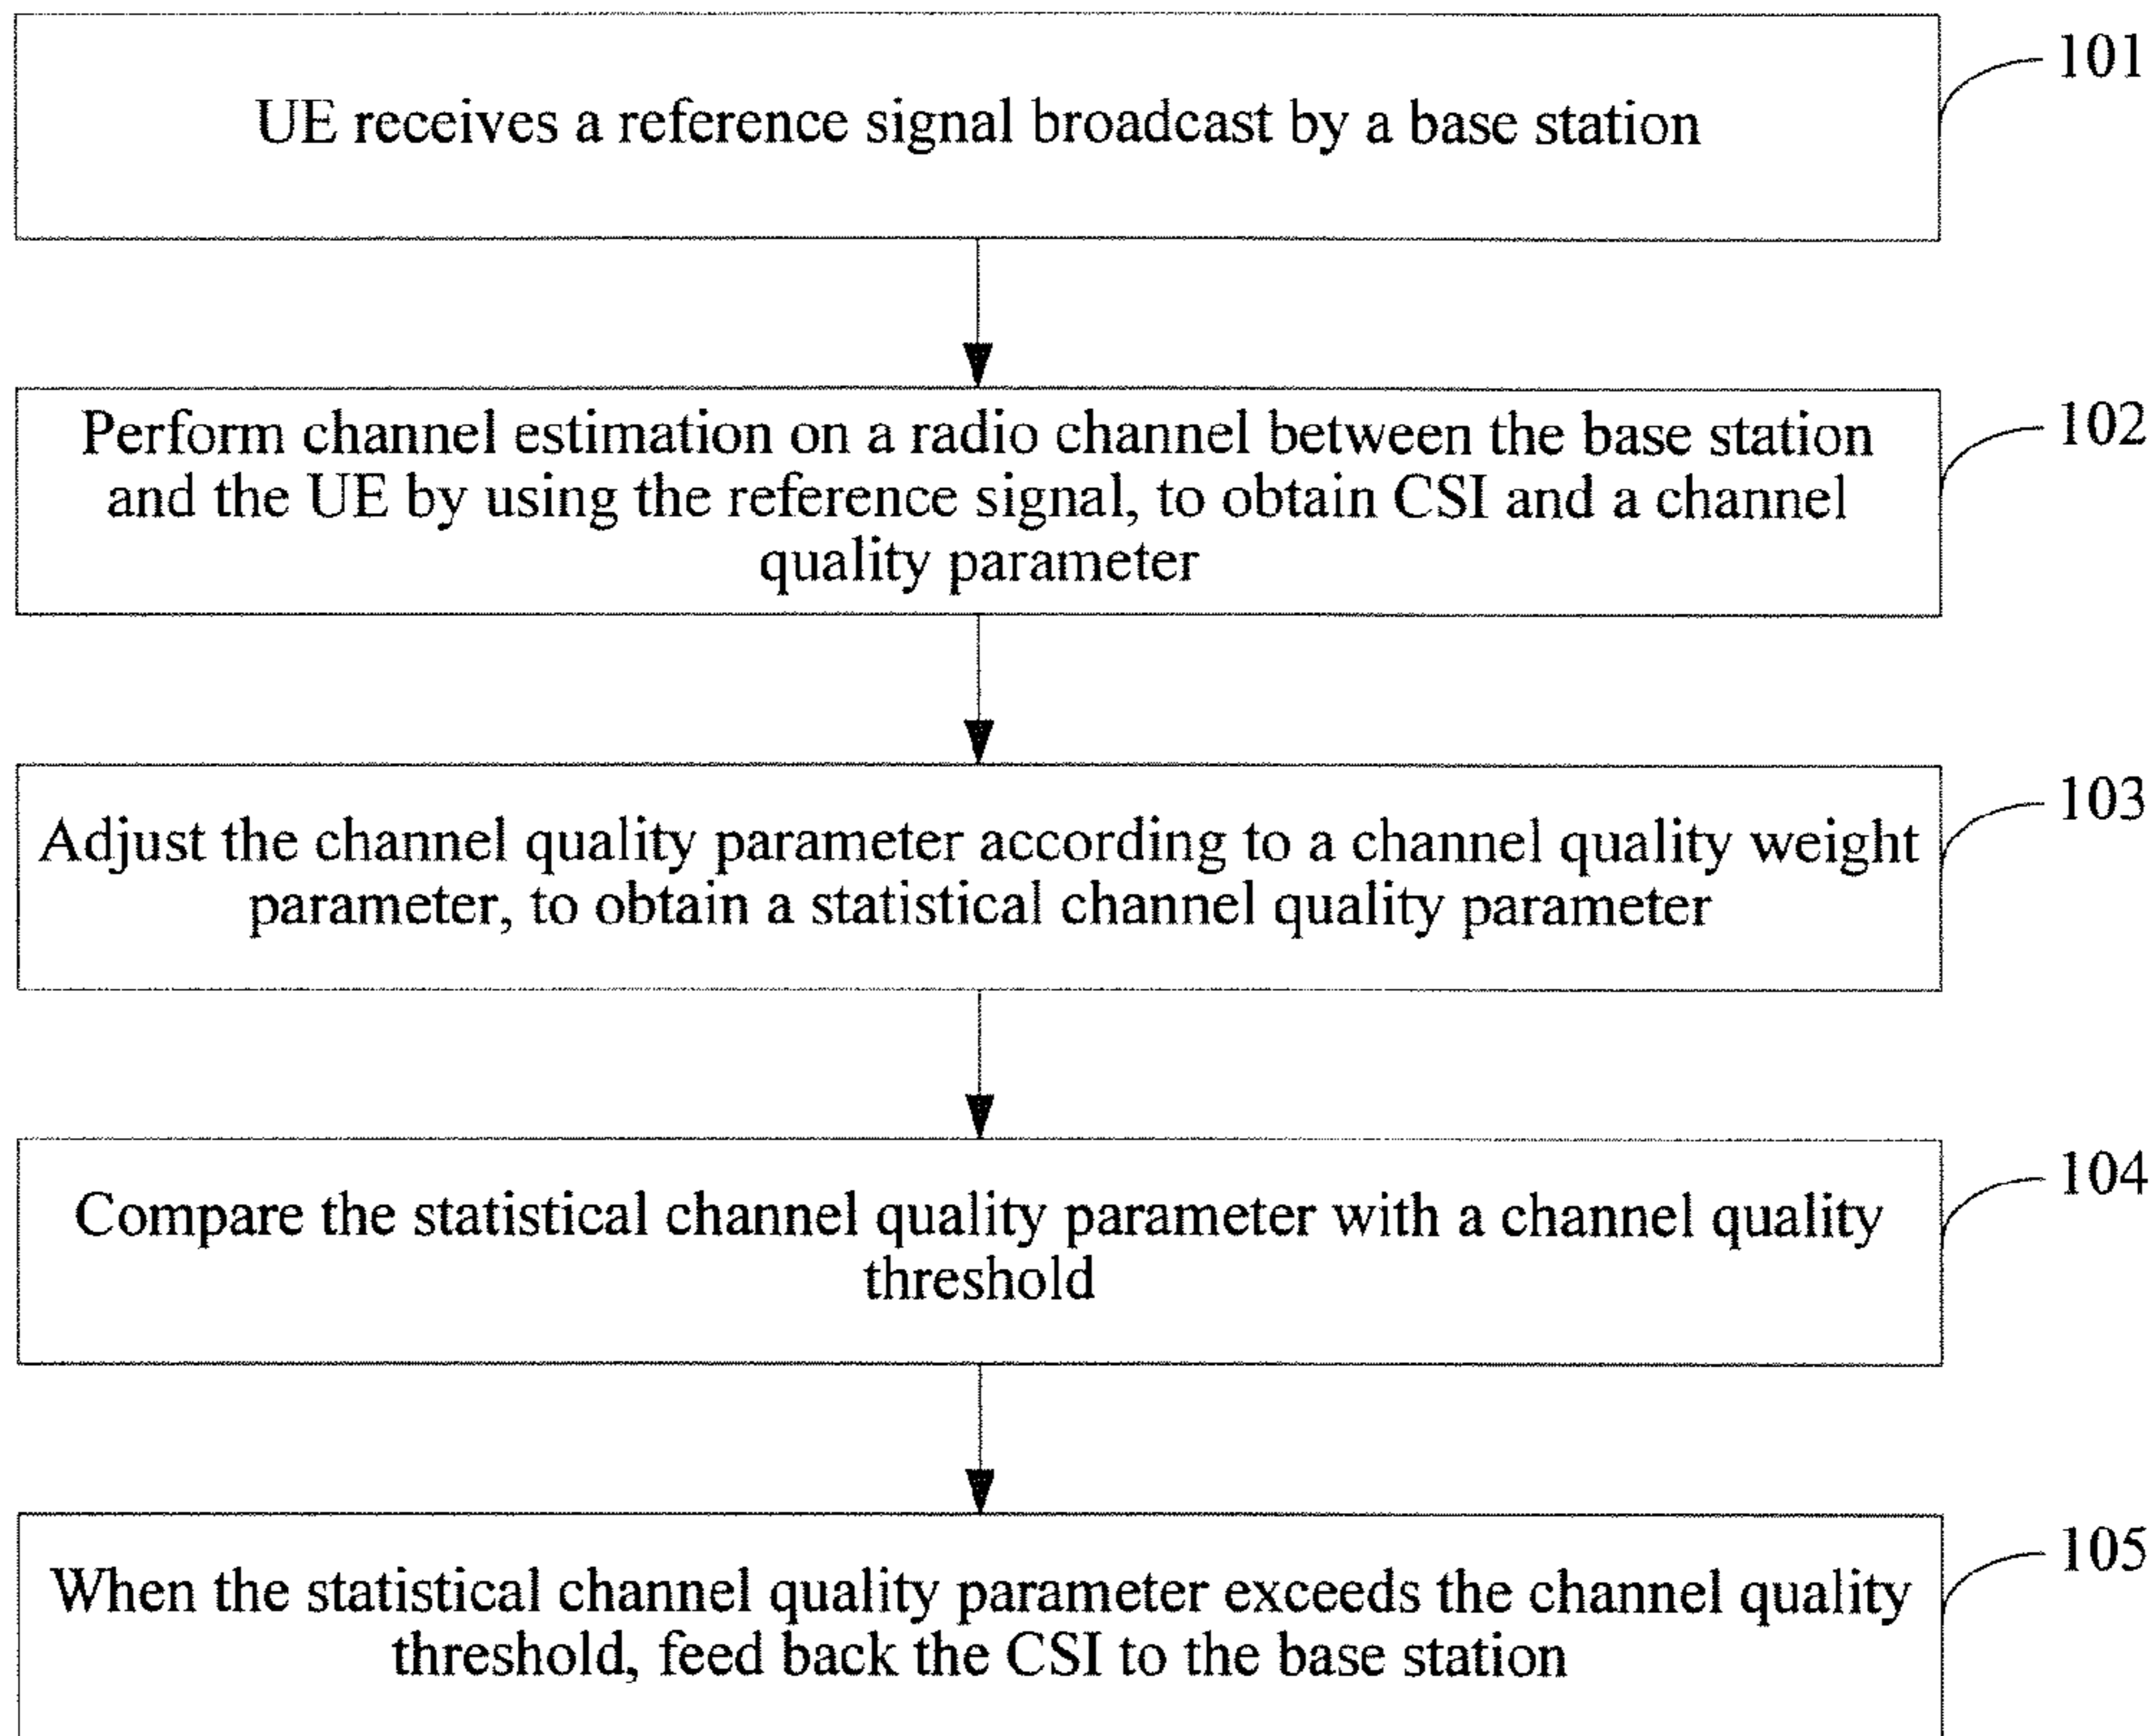 UE receives a reference signal broadcast by a base station
101
Perform channel estimation on a radio channel between the base station
and the UE by using the reference signal, to obtain CSI and a channel
quality parameter
102
Adjust the channel quality parameter according to a channel quality weight
parameter, to obtain a statistical channel quality parameter
103
Compare the statistical channel quality parameter with a channel quality
threshold
104
When the statistical channel quality parameter exceeds the channel quality
threshold, feed back the CSI to the base station
105